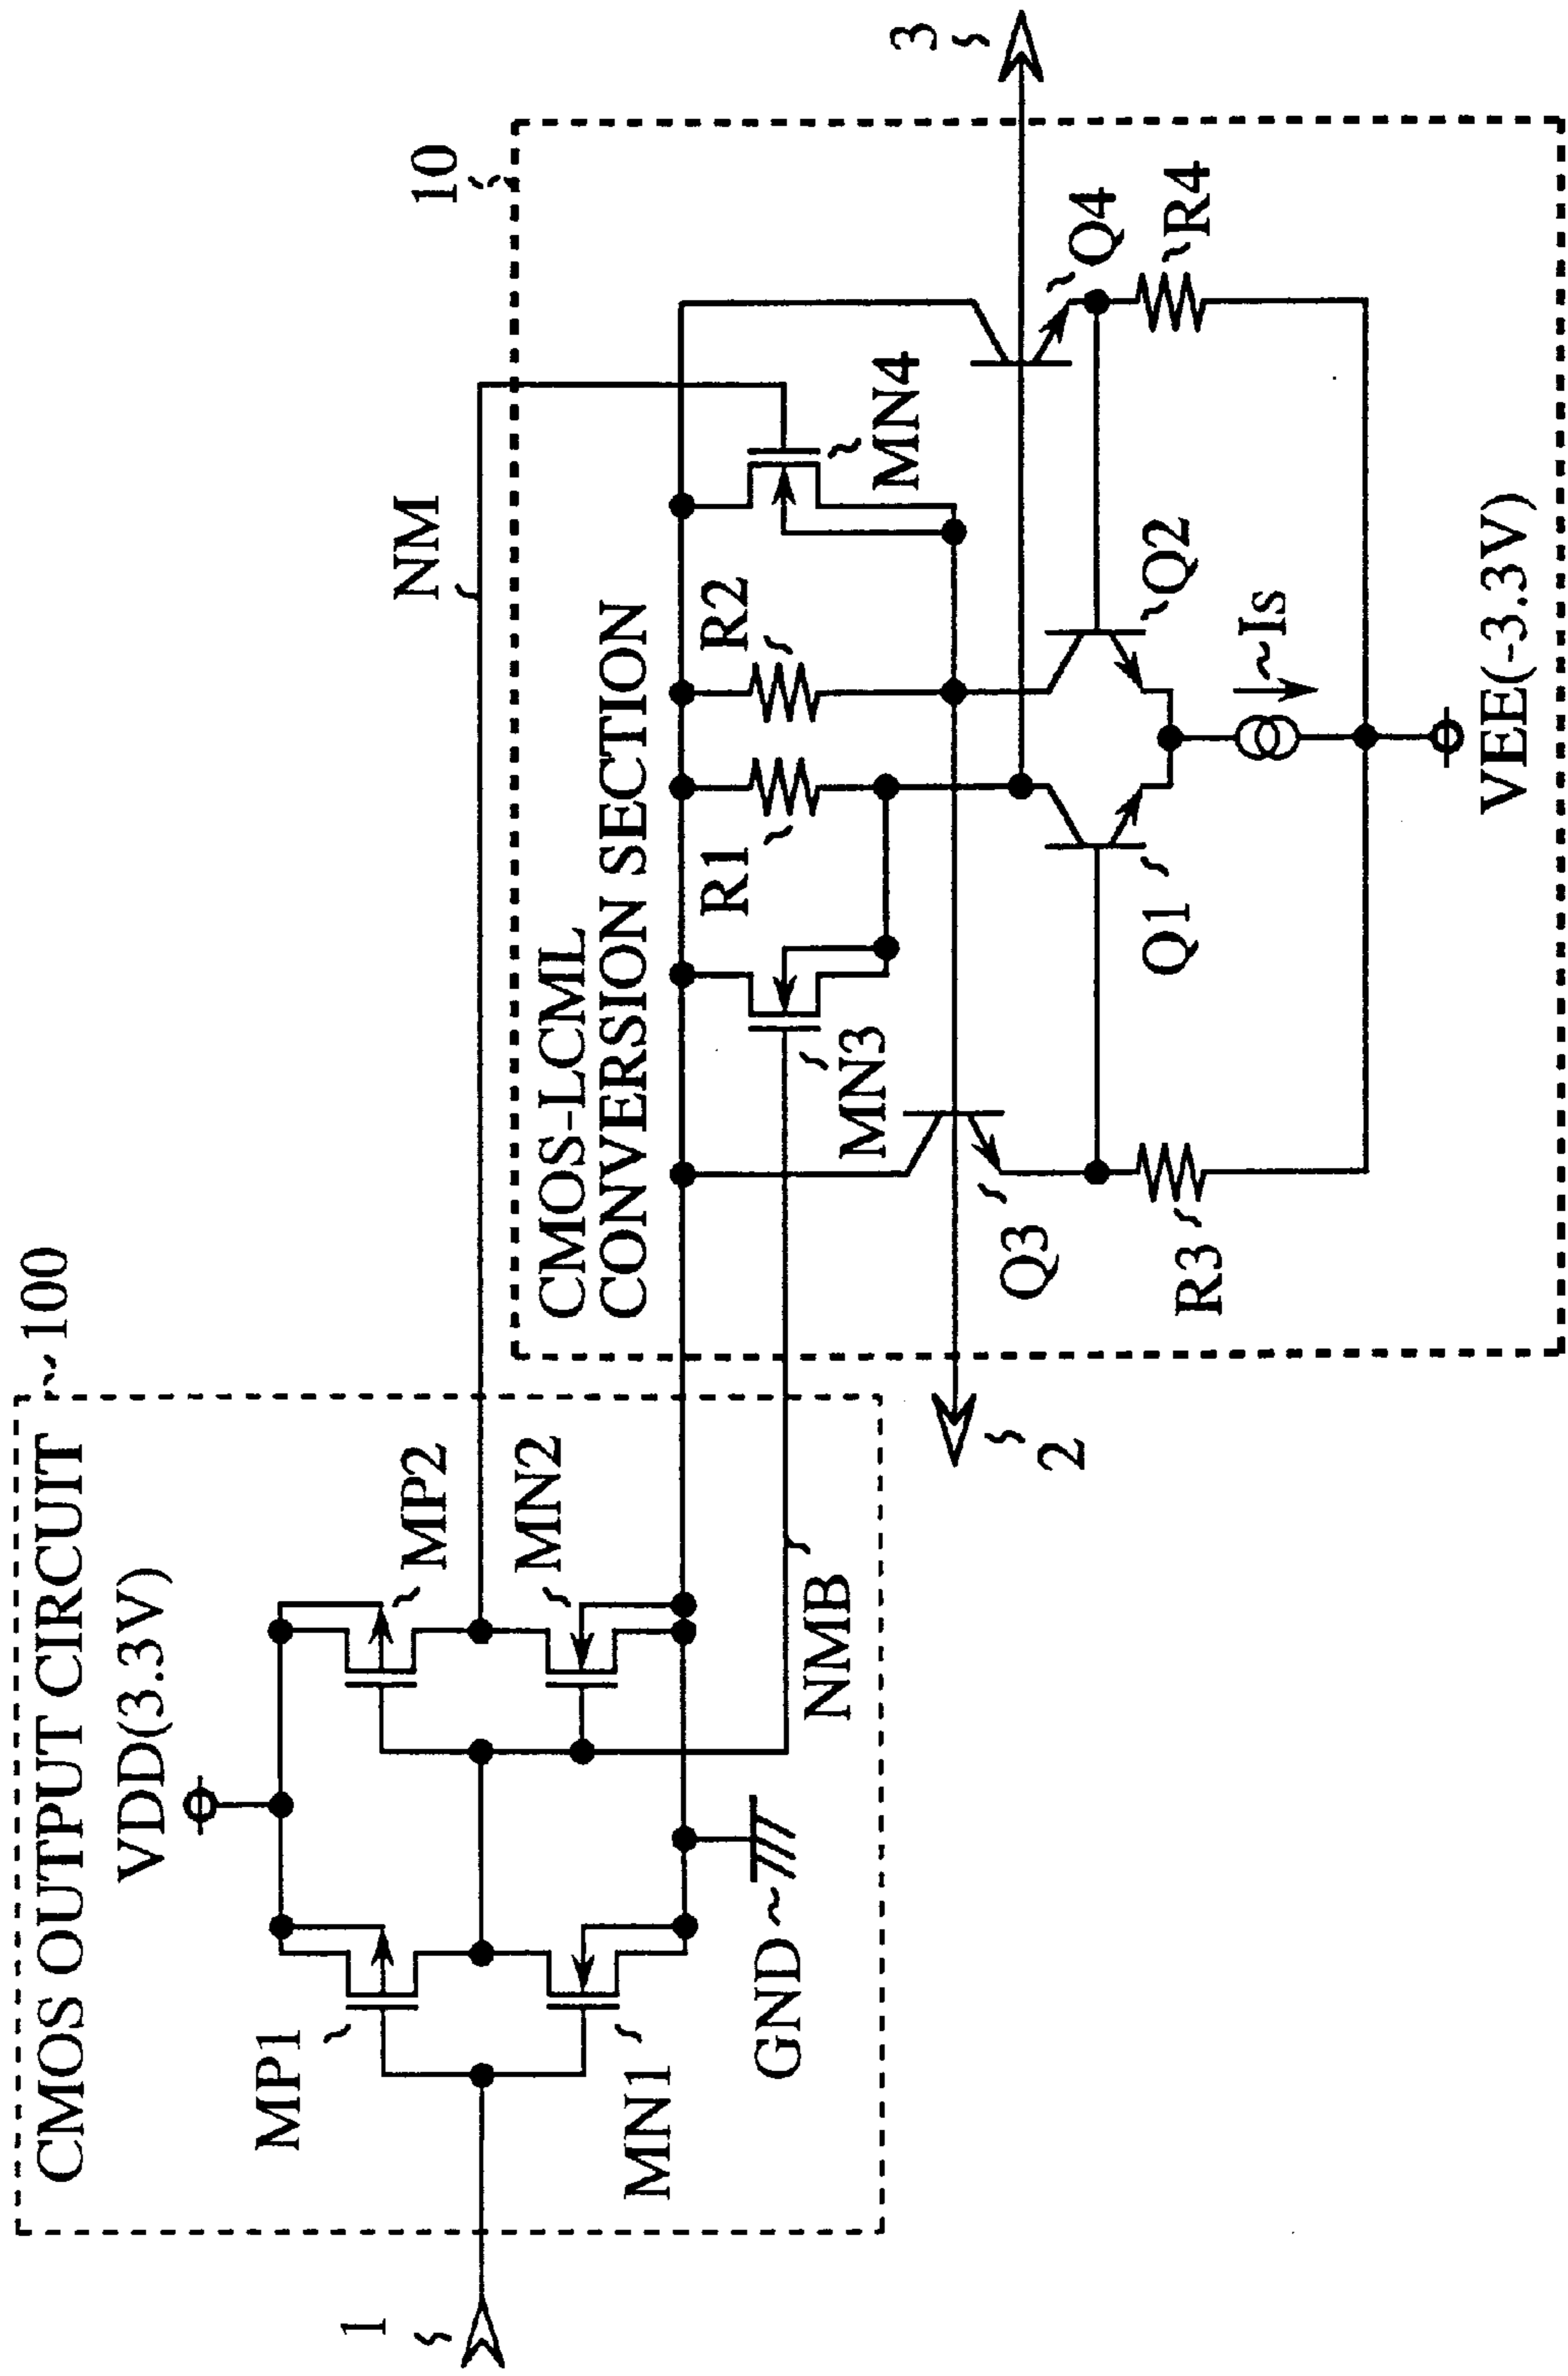 CMOS OUTPUT CIRCUIT
100
VDD(3.3V)
MP1
MP2
MN1
MN2
1
GND
NMB
NM
10
CMOS-LCML
CONVERSION SECTION
R1
R2
MN3
MN4
3
2
Q3
Q4
Q1
Q2
R3
R4
Is
VEE(-3.3V)